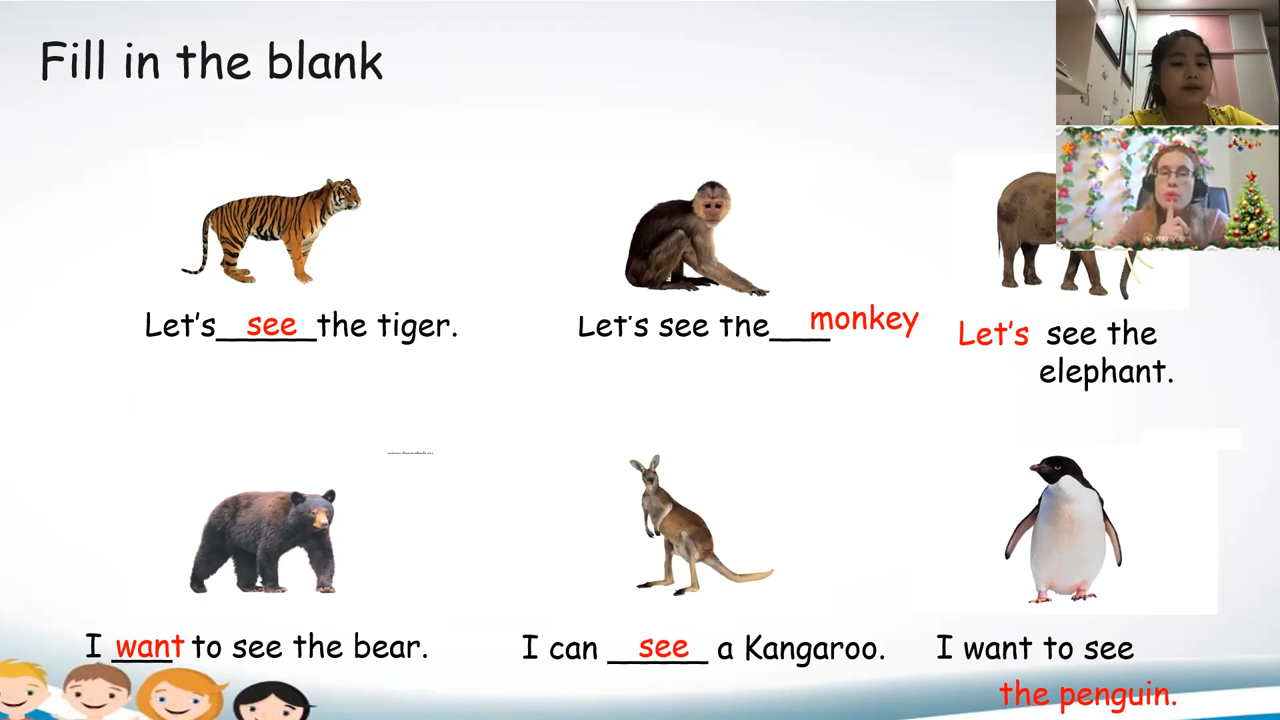 Fill in the blank
Let's see the tiger.
Let's see the___ monkey
Let's see the
elephant.
I want to see the bear.
I can see a Kangaroo.
I want to see
the penguin.